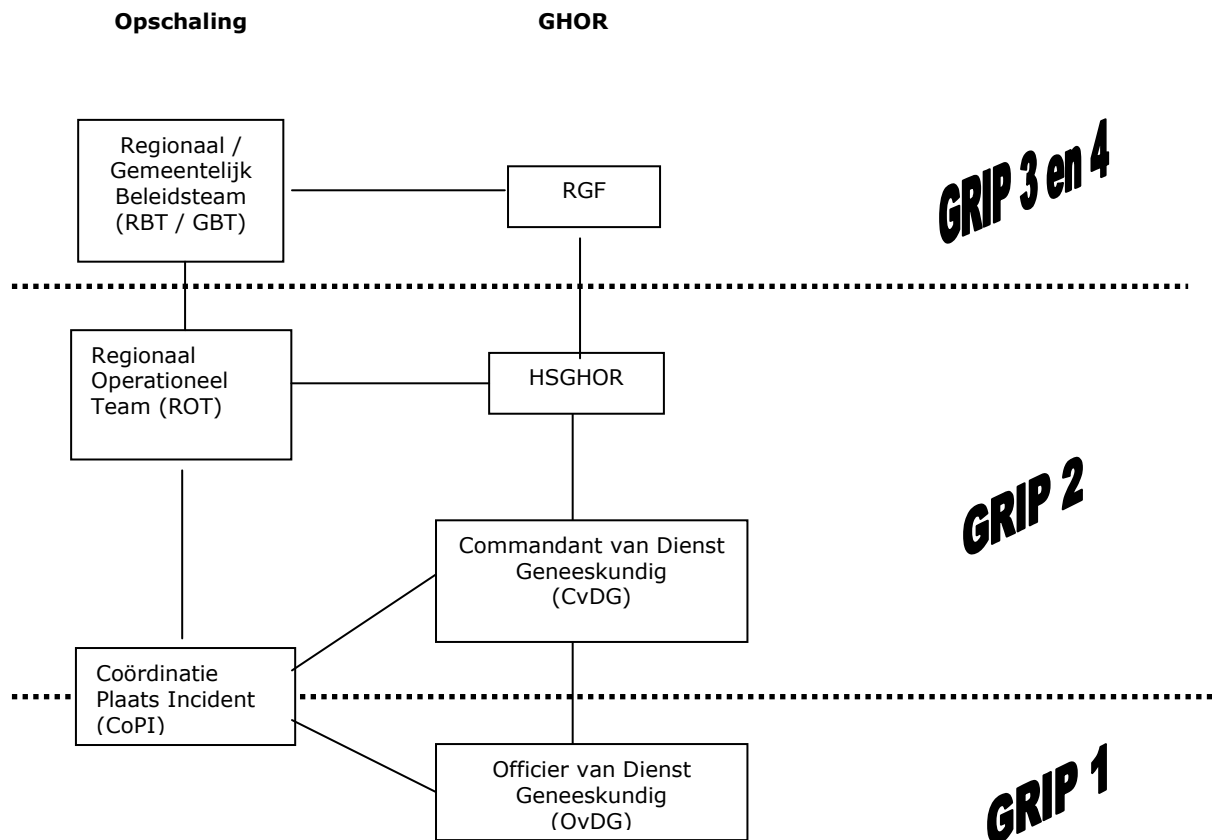 Opschaling
GHOR
Regionaal /
Gemeentelijk
Beleidsteam
(RBT / GBT)
RGF
GRIP 3 en 4
Regionaal
Operationeel
Team (ROT)
HSGHOR
GRIP 2
Commandant van Dienst
Geneeskundig
(CvDG)
Coördinatie
Plaats Incident
(CoPI)
Officier van Dienst
Geneeskundig
(OvDG)
GRIP 1